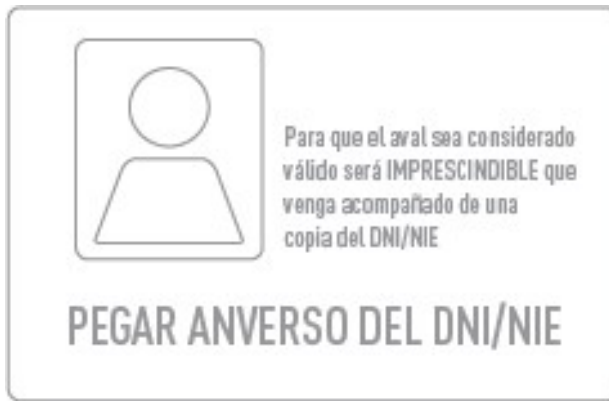 Para que el aval sea considerado
válido será IMPRESCINDIBLE que
venga acompañado de una
copia del DNI/NIE
PEGAR ANVERSO DEL DNI/NIE